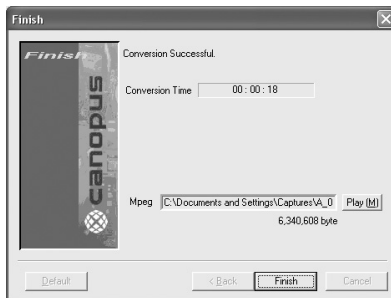 Finish
Finish
canopus
Conversion Successful.
Conversion Time 00 : 00 : 18
Mpeg C:\Documents and Settings\Captures\A_0 Play (M)
6,340,608 byte
Default < Back Finish Cancel